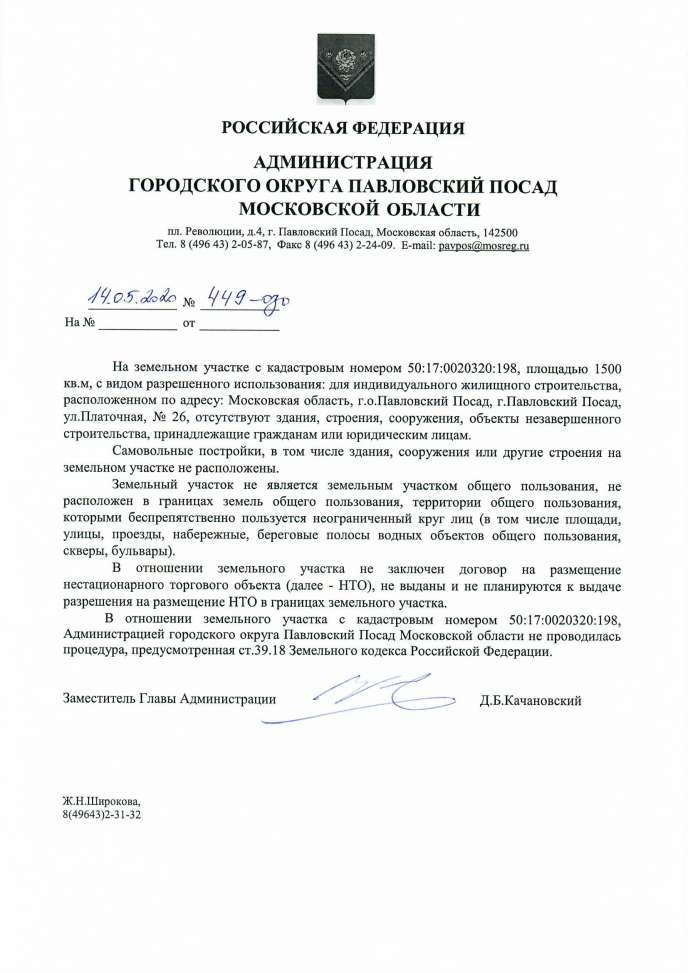 РОССИЙСКАЯ ФЕДЕРАЦИЯ
АДМИНИСТРАЦИЯ
ГОРОДСКОГО ОКРУГА ПАВЛОВСКИЙ ПОСАД
МОСКОВСКОЙ ОБЛАСТИ
пл. Революции, д.4, г. Павловский Посад, Московская область, 142500
Тел. 8 (496 43) 2-05-87, Факс 8 (496 43) 2-24-09. E-mail: pavpos@mosreg.ru
14.05.2020 № 449-озо
На № ____________ от ____________
На земельном участке с кадастровым номером 50:17:0020320:198, площадью 1500
кв.м, с видом разрешенного использования: для индивидуального жилищного строительства,
расположенном по адресу: Московская область, г.о.Павловский Посад, г.Павловский Посад,
ул.Платочная, № 26, отсутствуют здания, строения, сооружения, объекты незавершенного
строительства, принадлежащие гражданам или юридическим лицам.
Самовольные постройки, в том числе здания, сооружения или другие строения на
земельном участке не расположены.
Земельный участок не является земельным участком общего пользования, не
расположен в границах земель общего пользования, территории общего пользования,
которыми беспрепятственно пользуется неограниченный круг лиц (в том числе площади,
улицы, проезды, набережные, береговые полосы водных объектов общего пользования,
скверы, бульвары).
В отношении земельного участка не заключен договор на размещение
нестационарного торгового объекта (далее - НТО), не выданы и не планируются к выдаче
разрешения на размещение НТО в границах земельного участка.
В отношении земельного участка с кадастровым номером 50:17:0020320:198,
Администрацией городского округа Павловский Посад Московской области не проводилась
процедура, предусмотренная ст.39.18 Земельного кодекса Российской Федерации.
Заместитель Главы Администрации Д.Б.Качановский
Ж.Н.Широкова,
8(49643)2-31-32